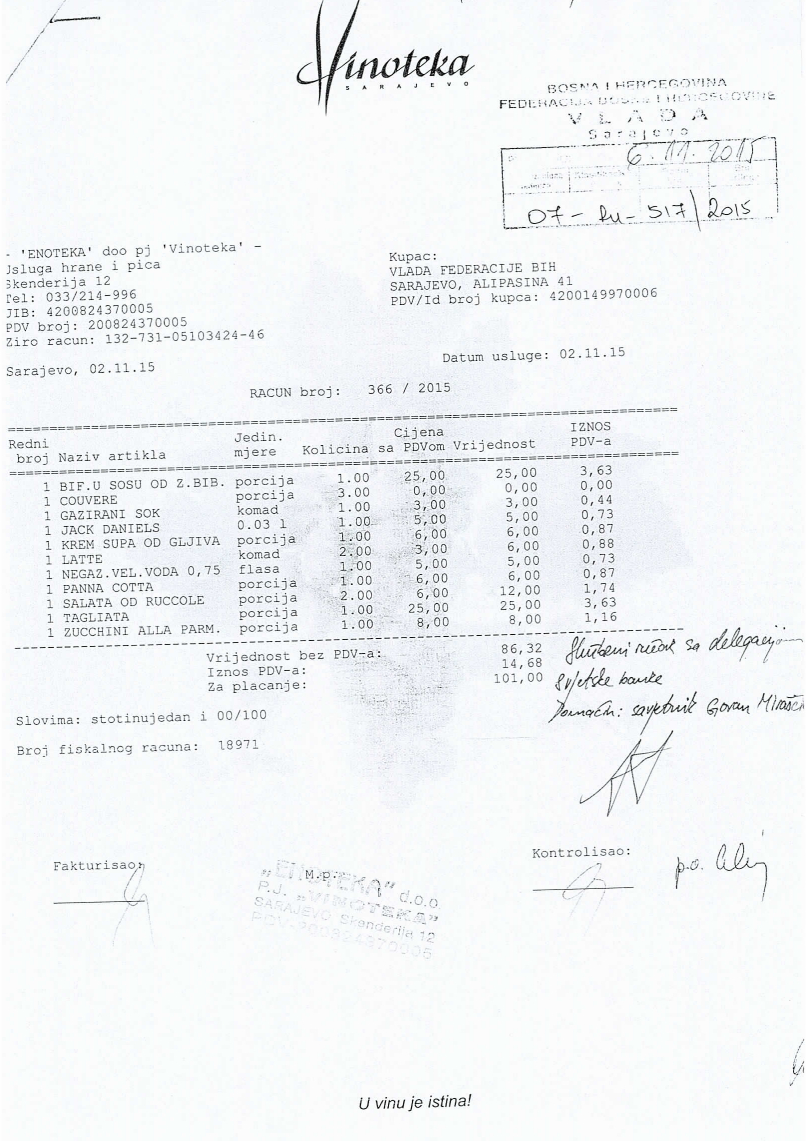 Vinoteka
SARAJEVO
BOSNA I HERCEGOVINA
FEDERACIJA BOSNE I HERCEGOVINE
VLADA
Sarajevo
6.11.2015
07-Ru-517/2015
- 'ENOTEKA' doo pj 'Vinoteka' -
Usluga hrane i pica
Skenderija 12
Tel: 033/214-996
JIB: 4200824370005
PDV broj: 200824370005
Ziro racun: 132-731-05103424-46
Kupac:
VLADA FEDERACIJE BIH
SARAJEVO, ALIPASINA 41
PDV/Id broj kupca: 4200149970006
Sarajevo, 02.11.15
Datum usluge: 02.11.15
RACUN broj: 366 / 2015
Redni broj Naziv artikla Jedin. mjere Kolicina Cijena sa PDVom Vrijednost IZNOS PDV-a
1 BIF.U SOSU OD Z.BIB. porcija 1.00 25,00 25,00 3,63
1 COUVERE porcija 3.00 0,00 0,00 0,00
1 GAZIRANI SOK komad 1.00 3,00 3,00 0,44
1 JACK DANIELS 0.03 l 1.00 5,00 5,00 0,73
1 KREM SUPA OD GLJIVA porcija 1.00 6,00 6,00 0,87
1 LATTE komad 2.00 3,00 6,00 0,88
1 NEGAZ.VEL.VODA 0,75 flasa 1.00 5,00 5,00 0,73
1 PANNA COTTA porcija 1.00 6,00 6,00 0,87
1 SALATA OD RUCCOLE porcija 2.00 6,00 12,00 1,74
1 TAGLIATA porcija 1.00 25,00 25,00 3,63
1 ZUCCHINI ALLA PARM. porcija 1.00 8,00 8,00 1,16
Vrijednost bez PDV-a: 86,32
Iznos PDV-a: 14,68
Za placanje: 101,00
Službeni ručak sa delegacijom
Svjetske banke
Domaćin: savjetnik Goran Mirašč
Slovima: stotinujedan i 00/100
Broj fiskalnog racuna: 18971
Fakturisao:
M.p.:
Kontrolisao:
p.o.
"ENOTEKA" d.o.o
P.J. "VINOTEKA"
SARAJEVO Skenderija 12
PDV-200824370005
U vinu je istina!